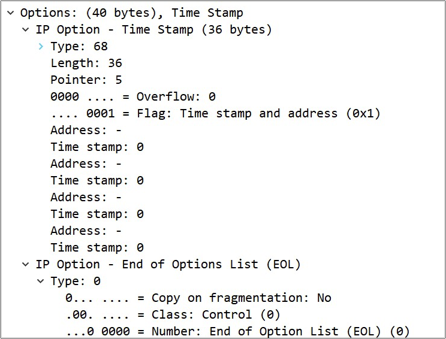 Options: (40 bytes), Time Stamp
IP Option - Time Stamp (36 bytes)
Type: 68
Length: 36
Pointer: 5
0000 .... = Overflow: 0
.... 0001 = Flag: Time stamp and address (0x1)
Address: -
Time stamp: 0
Address: -
Time stamp: 0
Address: -
Time stamp: 0
Address: -
Time stamp: 0
IP Option - End of Options List (EOL)
Type: 0
0... .... = Copy on fragmentation: No
.00. .... = Class: Control (0)
...0 0000 = Number: End of Option List (EOL) (0)